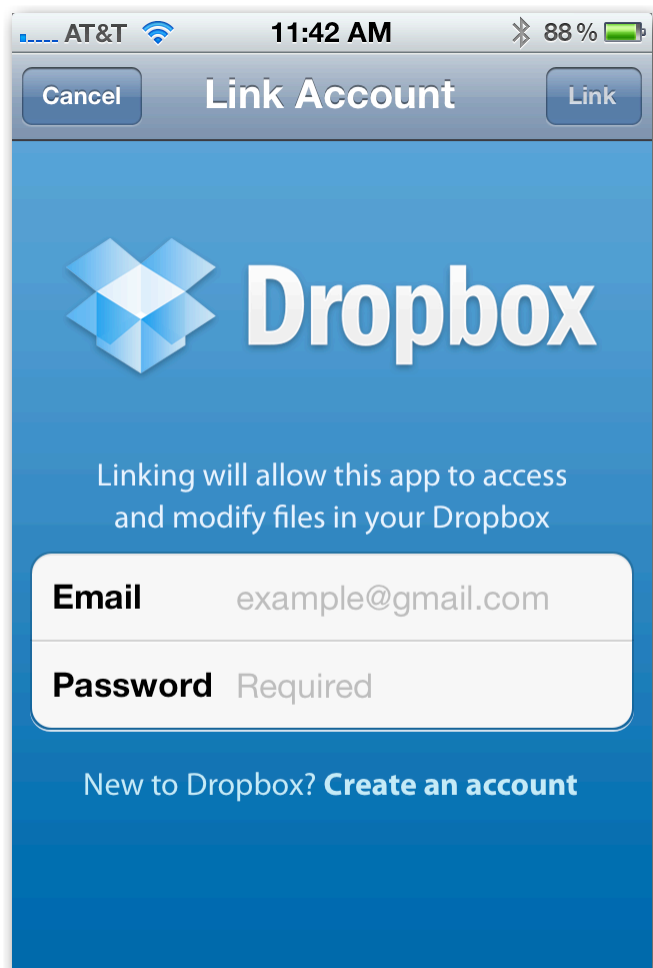 AT&T 11:42 AM 88%
Cancel Link Account Link
Dropbox
Linking will allow this app to access
and modify files in your Dropbox
Email example@gmail.com
Password Required
New to Dropbox? Create an account